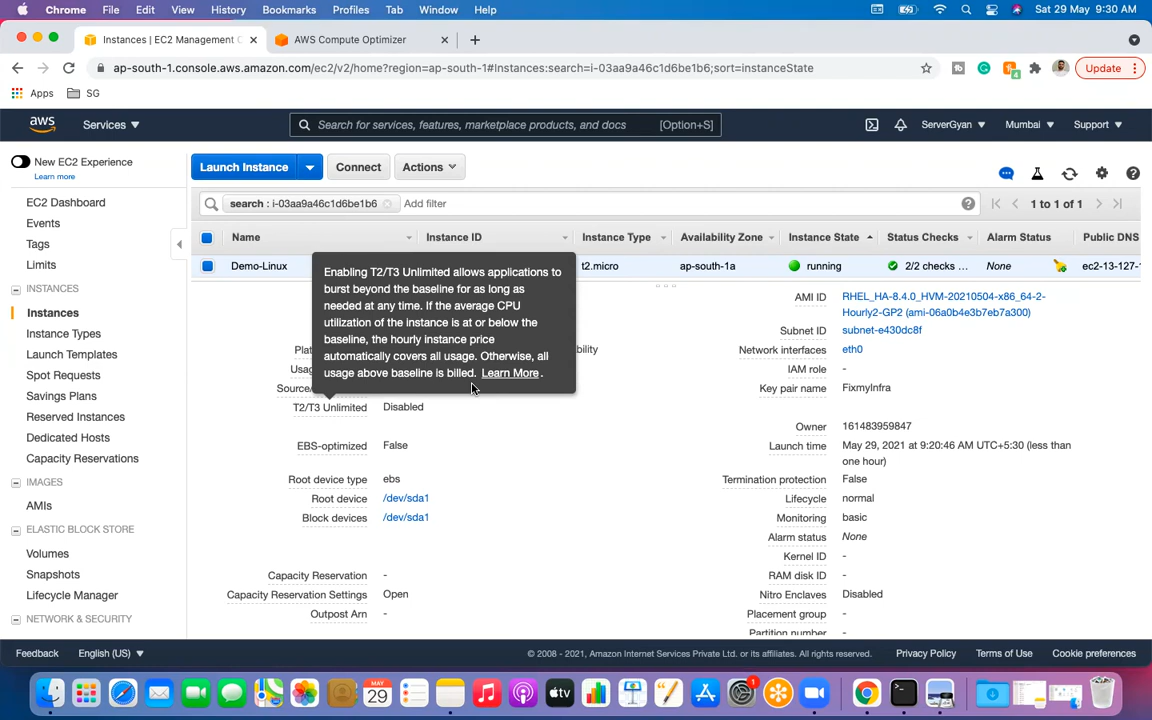 Chrome File Edit View History Bookmarks Profiles Tab Window Help Sat 29 May 9:30 AM
Instances | EC2 Management C AWS Compute Optimizer
ap-south-1.console.aws.amazon.com/ec2/v2/home?region=ap-south-1#Instances:search=i-03aa9a46c1d6be1b6;sort=instanceState Update
Apps SG
aws Services Search for services, features, marketplace products, and docs [Option+S] ServerGyan Mumbai Support
New EC2 Experience
Learn more
EC2 Dashboard
Events
Tags
Limits
INSTANCES
Instances
Instance Types
Launch Templates
Spot Requests
Savings Plans
Reserved Instances
Dedicated Hosts
Capacity Reservations
IMAGES
AMIs
ELASTIC BLOCK STORE
Volumes
Snapshots
Lifecycle Manager
NETWORK & SECURITY
Launch Instance Connect Actions
search : i-03aa9a46c1d6be1b6 Add filter 1 to 1 of 1
Name Instance ID Instance Type Availability Zone Instance State Status Checks Alarm Status Public DNS
Demo-Linux t2.micro ap-south-1a running 2/2 checks ... None ec2-13-127-
Enabling T2/T3 Unlimited allows applications to
burst beyond the baseline for as long as
needed at any time. If the average CPU
utilization of the instance is at or below the
baseline, the hourly instance price
automatically covers all usage. Otherwise, all
usage above baseline is billed. Learn More.
Plat
bility
Usag
Source/
T2/T3 Unlimited Disabled
EBS-optimized False
Root device type ebs
Root device /dev/sda1
Block devices /dev/sda1
Capacity Reservation -
Capacity Reservation Settings Open
Outpost Arn -
AMI ID RHEL_HA-8.4.0_HVM-20210504-x86_64-2-
Hourly2-GP2 (ami-06a0b4e3b7eb7a300)
Subnet ID subnet-e430dc8f
Network interfaces eth0
IAM role -
Key pair name FixmyInfra
Owner 161483959847
Launch time May 29, 2021 at 9:20:46 AM UTC+5:30 (less than
one hour)
Termination protection False
Lifecycle normal
Monitoring basic
Alarm status None
Kernel ID -
RAM disk ID -
Nitro Enclaves Disabled
Placement group -
Partition number -
Feedback English (US) © 2008 - 2021, Amazon Internet Services Private Ltd. or its affiliates. All rights reserved. Privacy Policy Terms of Use Cookie preferences
MAY
29
tv
1